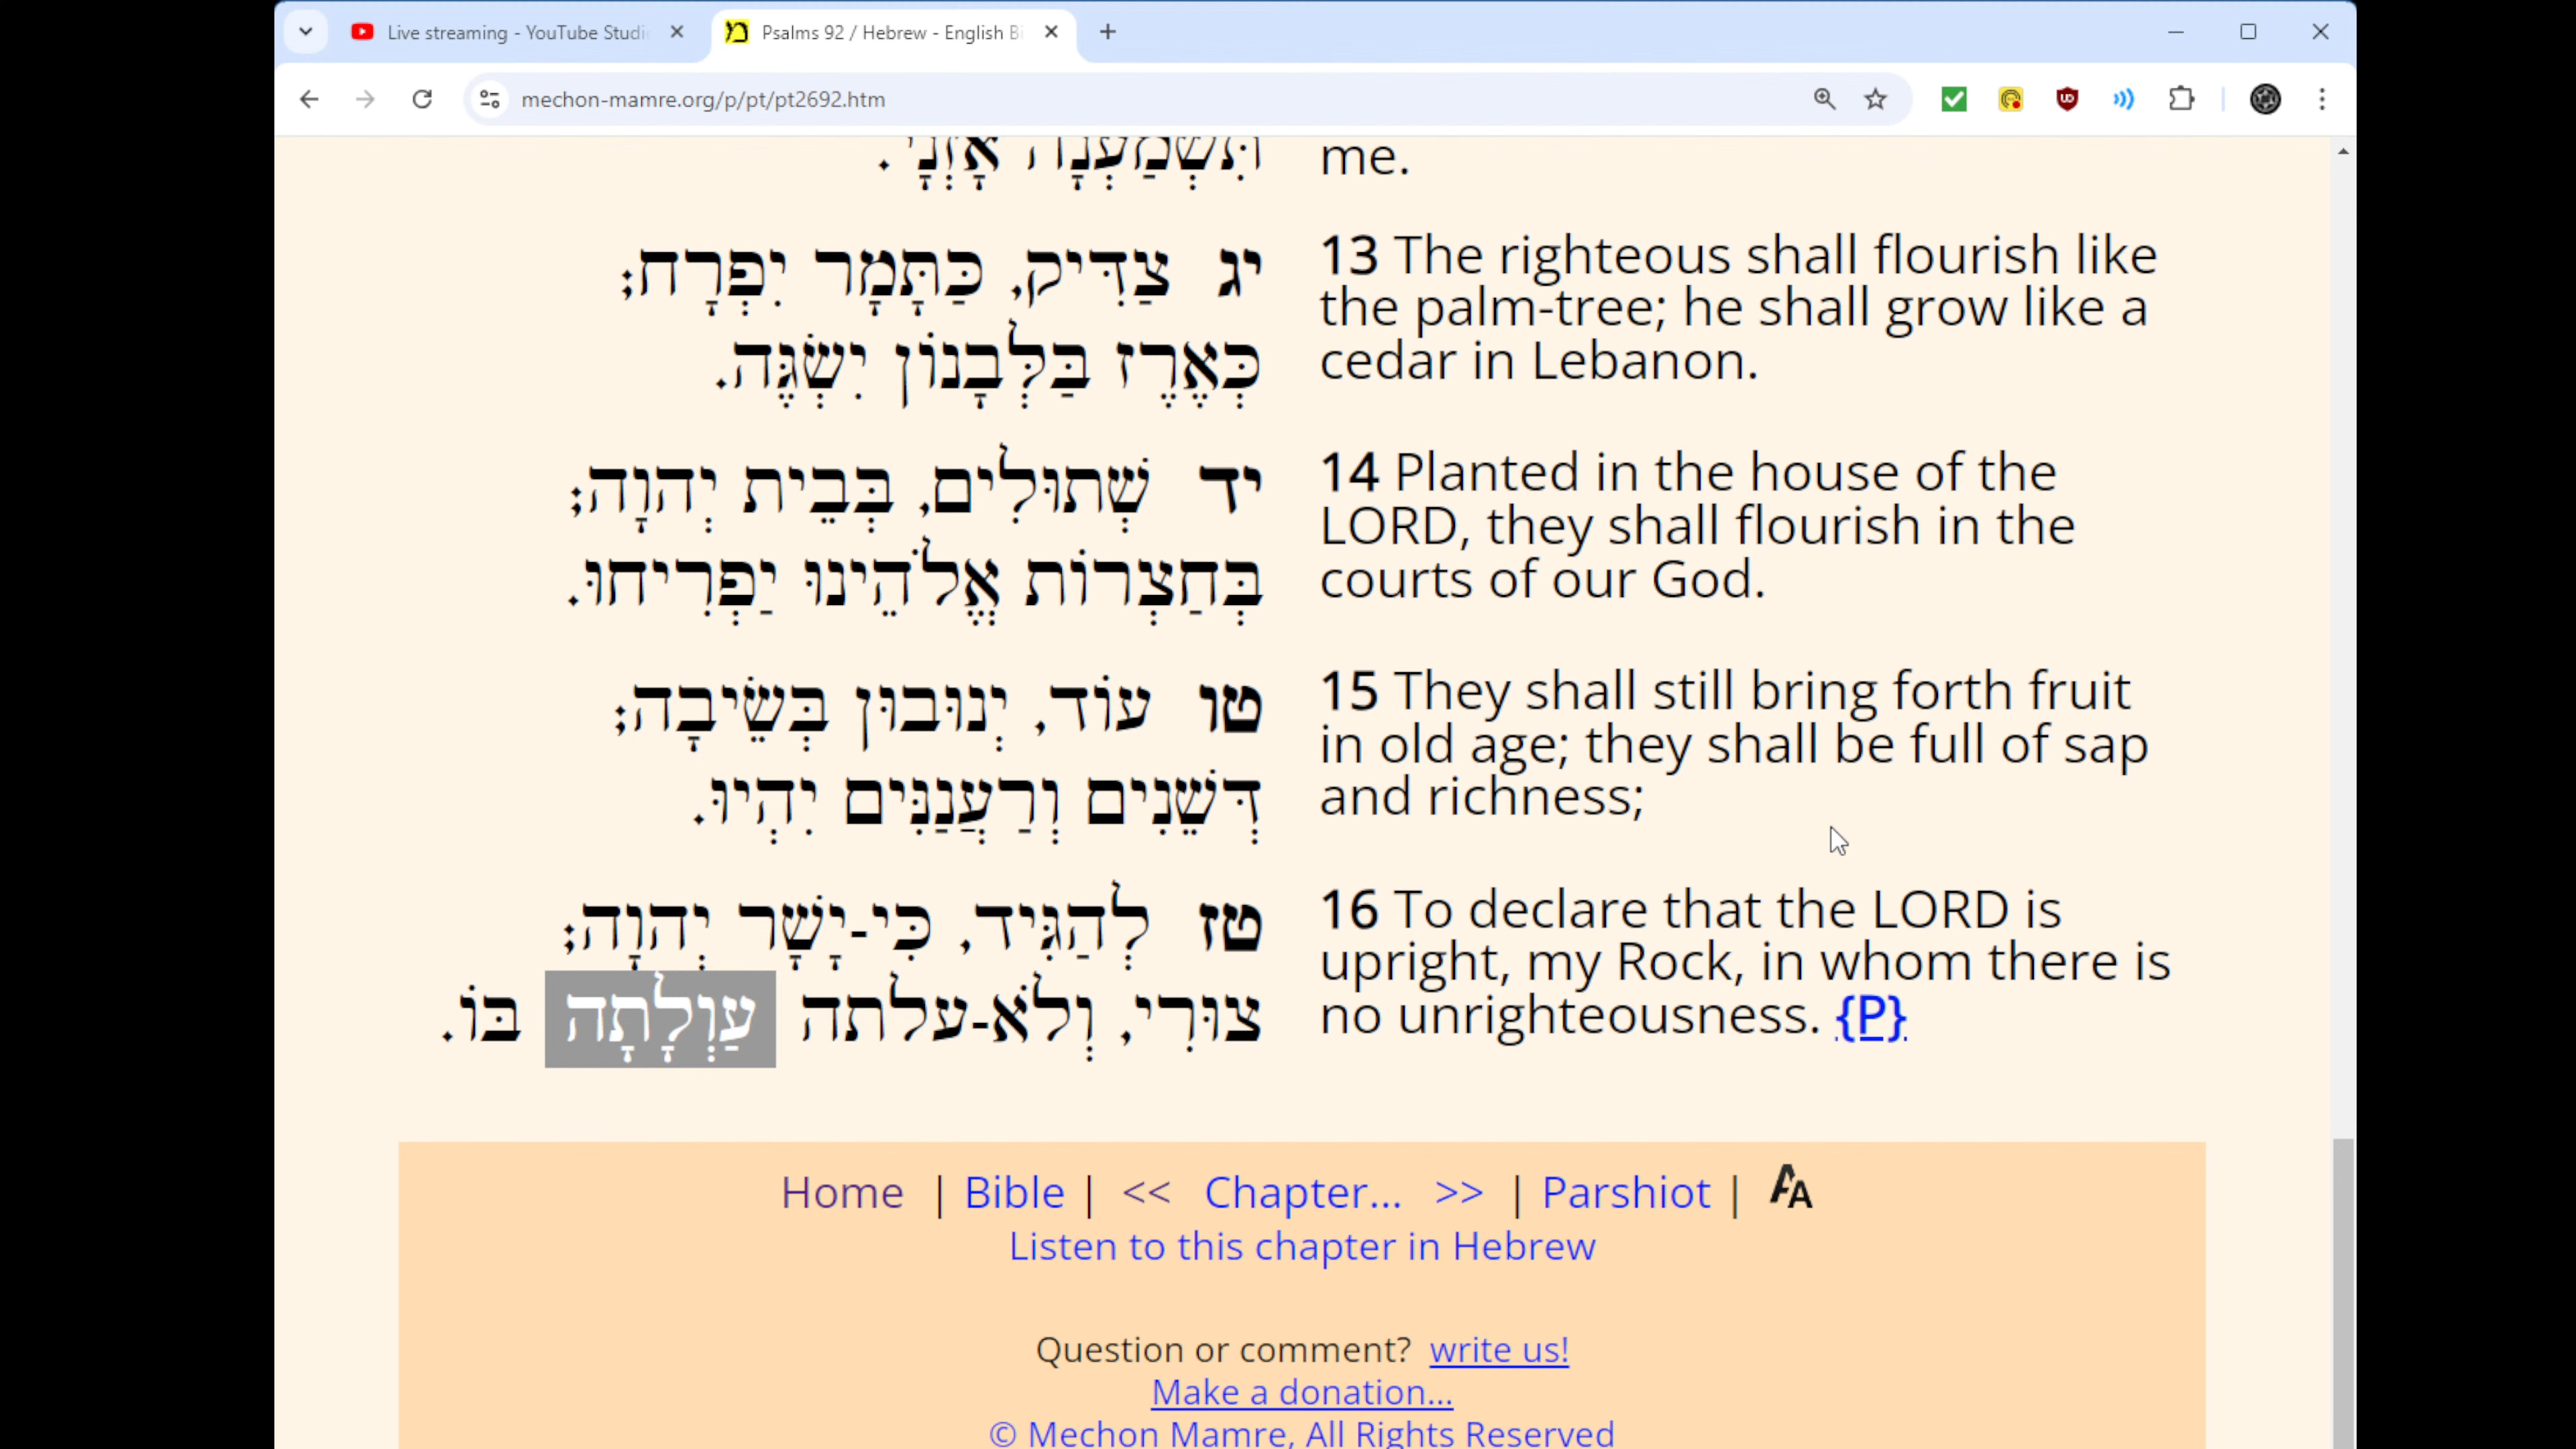 Live streaming - YouTube Studi
Psalms 92 / Hebrew - English Bi
mechon-mamre.org/p/pt/pt2692.htm
תִּשְׁמַעְנָה אָזְנָי.
me.
יג צַדִּיק, כַּתָּמָר יִפְרָח;
כְּאֶרֶז בַּלְּבָנוֹן יִשְׂגֶּה.
13 The righteous shall flourish like
the palm-tree; he shall grow like a
cedar in Lebanon.
יד שְׁתוּלִים, בְּבֵית יְהוָה;
בְּחַצְרוֹת אֱלֹהֵינוּ יַפְרִיחוּ.
14 Planted in the house of the
LORD, they shall flourish in the
courts of our God.
טו עוֹד, יְנוּבוּן בְּשֵׂיבָה;
דְּשֵׁנִים וְרַעֲנַנִּים יִהְיוּ.
15 They shall still bring forth fruit
in old age; they shall be full of sap
and richness;
טז לְהַגִּיד, כִּי-יָשָׁר יְהוָה;
צוּרִי, וְלֹא-עלתה עַוְלָתָה בּוֹ.
16 To declare that the LORD is
upright, my Rock, in whom there is
no unrighteousness. {P}
Home | Bible | << Chapter... >> | Parshiot | AA
Listen to this chapter in Hebrew
Question or comment? write us!
Make a donation...
© Mechon Mamre, All Rights Reserved